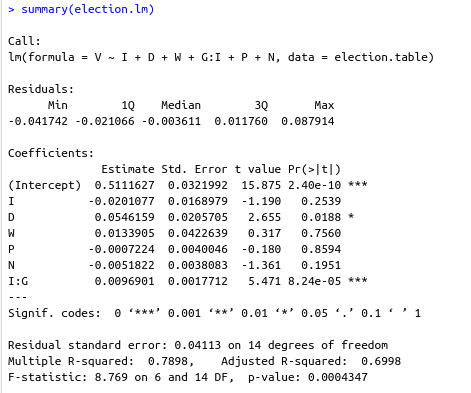 > summary(election.lm)
Call:
lm(formula = V ~ I + D + W + G:I + P + N, data = election.table)
Residuals:
Min 1Q Median 3Q Max
-0.041742 -0.021066 -0.003611 0.011760 0.087914
Coefficients:
Estimate Std. Error t value Pr(>|t|)
(Intercept) 0.5111627 0.0321992 15.875 2.40e-10 ***
I -0.0201077 0.0168979 -1.190 0.2539
D 0.0546159 0.0205705 2.655 0.0188 *
W 0.0133905 0.0422639 0.317 0.7560
P -0.0007224 0.0040046 -0.180 0.8594
N -0.0051822 0.0038083 -1.361 0.1951
I:G 0.0096901 0.0017712 5.471 8.24e-05 ***
---
Signif. codes: 0 ‘***’ 0.001 ‘**’ 0.01 ‘*’ 0.05 ‘.’ 0.1 ‘ ’ 1
Residual standard error: 0.04113 on 14 degrees of freedom
Multiple R-squared: 0.7898, Adjusted R-squared: 0.6998
F-statistic: 8.769 on 6 and 14 DF, p-value: 0.0004347